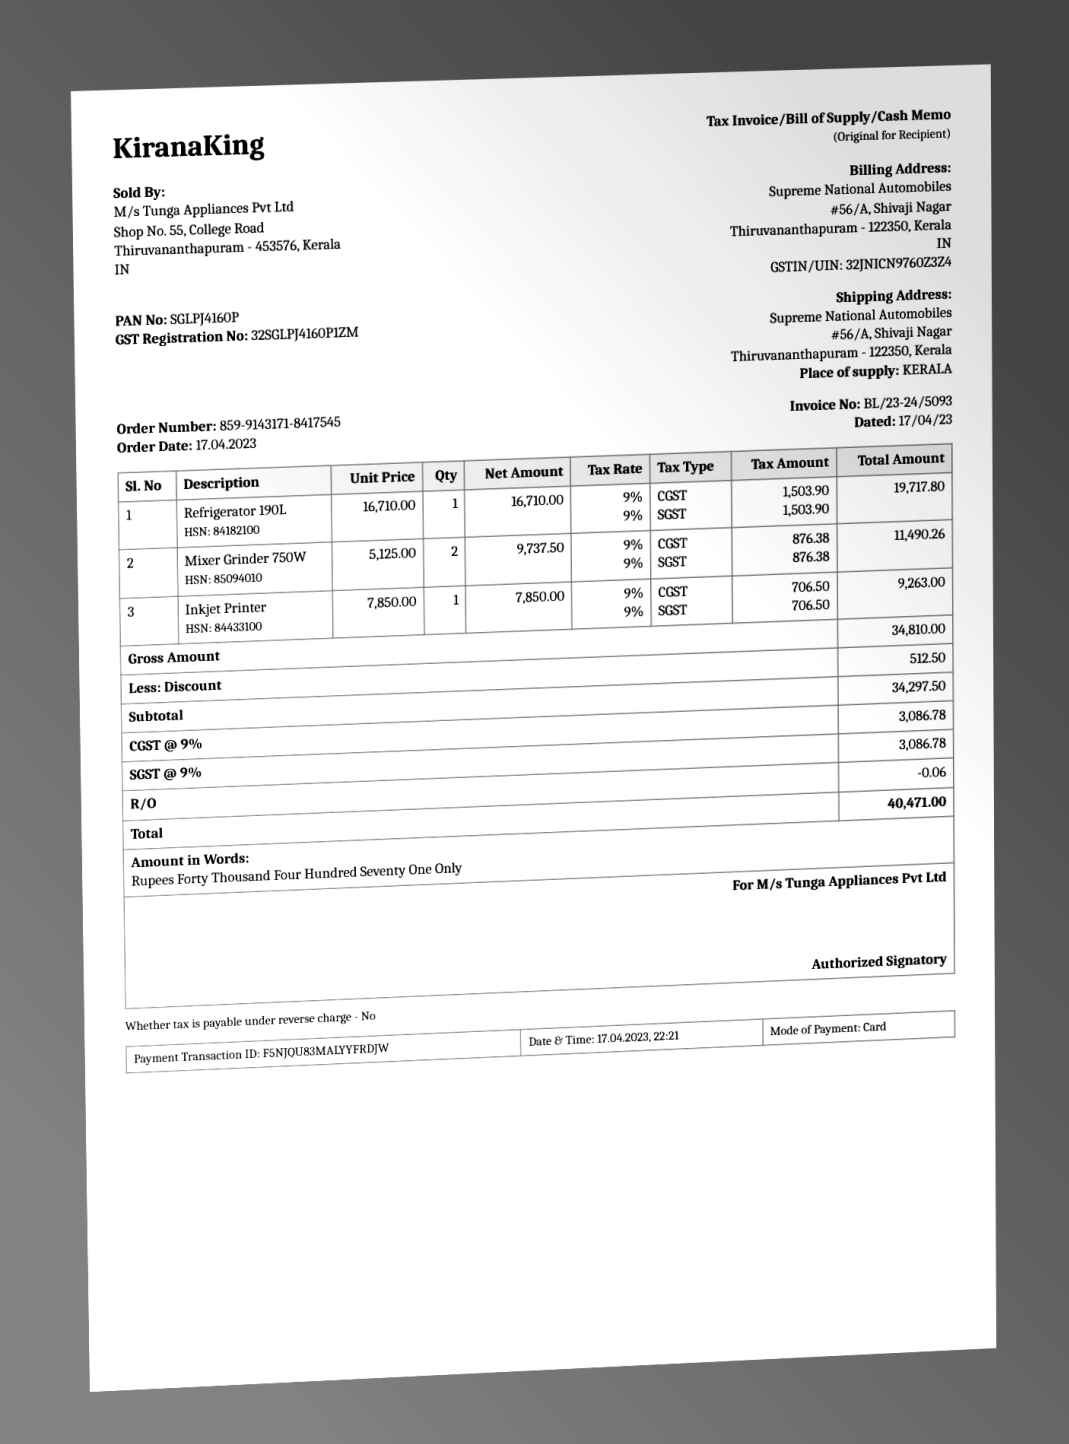 KiranaKing
Tax Invoice/Bill of Supply/Cash Memo
(Original for Recipient)
Sold By:
M/s Tunga Appliances Pvt Ltd
Shop No. 55, College Road
Thiruvananthapuram - 453576, Kerala
IN
PAN No: SGLPJ4160P
GST Registration No: 32SGLPJ4160P1ZM
Billing Address:
Supreme National Automobiles
#56/A, Shivaji Nagar
Thiruvananthapuram - 122350, Kerala
IN
GSTIN/UIN: 32JNICN9760Z3Z4
Shipping Address:
Supreme National Automobiles
#56/A, Shivaji Nagar
Thiruvananthapuram - 122350, Kerala
Place of supply: KERALA
Order Number: 859-9143171-8417545
Order Date: 17.04.2023
Invoice No: BL/23-24/5093
Dated: 17/04/23
Sl. No Description Unit Price Qty Net Amount Tax Rate Tax Type Tax Amount Total Amount
1 Refrigerator 190L 16,710.00 1 16,710.00 9% CGST 1,503.90 19,717.80
HSN: 84182100 9% SGST 1,503.90
2 Mixer Grinder 750W 5,125.00 2 9,737.50 9% CGST 876.38 11,490.26
HSN: 85094010 9% SGST 876.38
3 Inkjet Printer 7,850.00 1 7,850.00 9% CGST 706.50 9,263.00
HSN: 84433100 9% SGST 706.50
Gross Amount 34,810.00
Less: Discount 512.50
Subtotal 34,297.50
CGST @ 9% 3,086.78
SGST @ 9% 3,086.78
R/O -0.06
Total 40,471.00
Amount in Words:
Rupees Forty Thousand Four Hundred Seventy One Only
For M/s Tunga Appliances Pvt Ltd
Authorized Signatory
Whether tax is payable under reverse charge - No
Payment Transaction ID: F5NJQU83MALYYFRDJW Date & Time: 17.04.2023, 22:21 Mode of Payment: Card